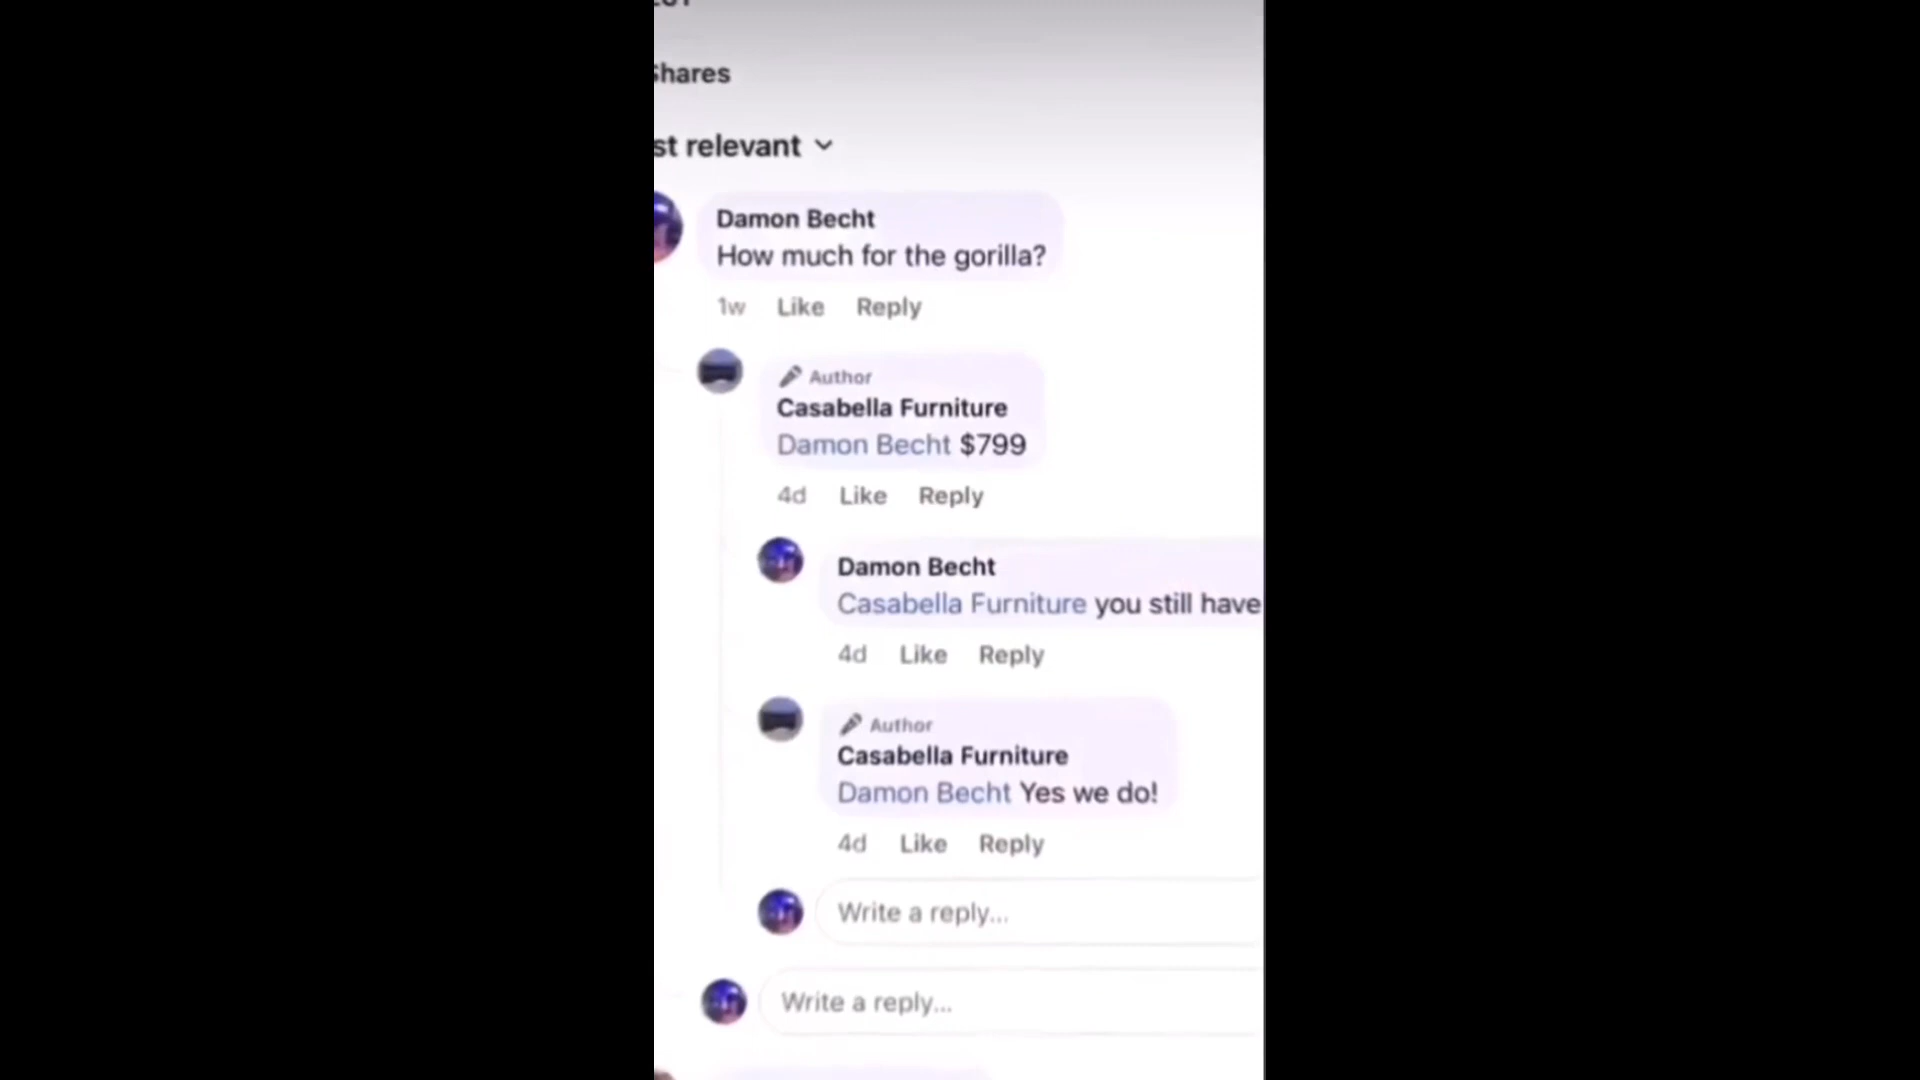 Shares
st relevant
Damon Becht
How much for the gorilla?
1w Like Reply
Author
Casabella Furniture
Damon Becht $799
4d Like Reply
Damon Becht
Casabella Furniture you still have
4d Like Reply
Author
Casabella Furniture
Damon Becht Yes we do!
4d Like Reply
Write a reply...
Write a reply...